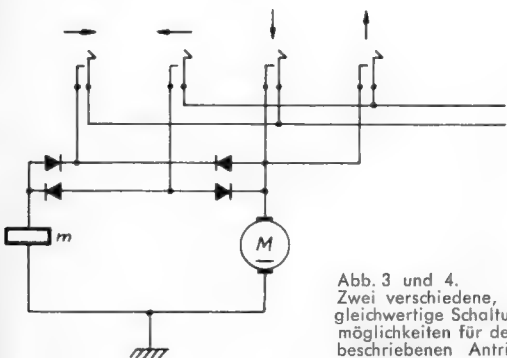 m
M
Abb. 3 und 4.
Zwei verschiedene,
gleichwertige Schaltu
möglichkeiten für de
beschriebenen Antri